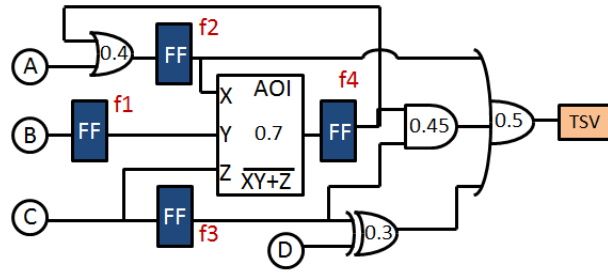 f2
0.4
FF
A
f4
X
AOI
f1
B
FF
Y
0.7
FF
0.45
0.5
TSV
Z
XY+Z
C
FF
f3
D
0.3